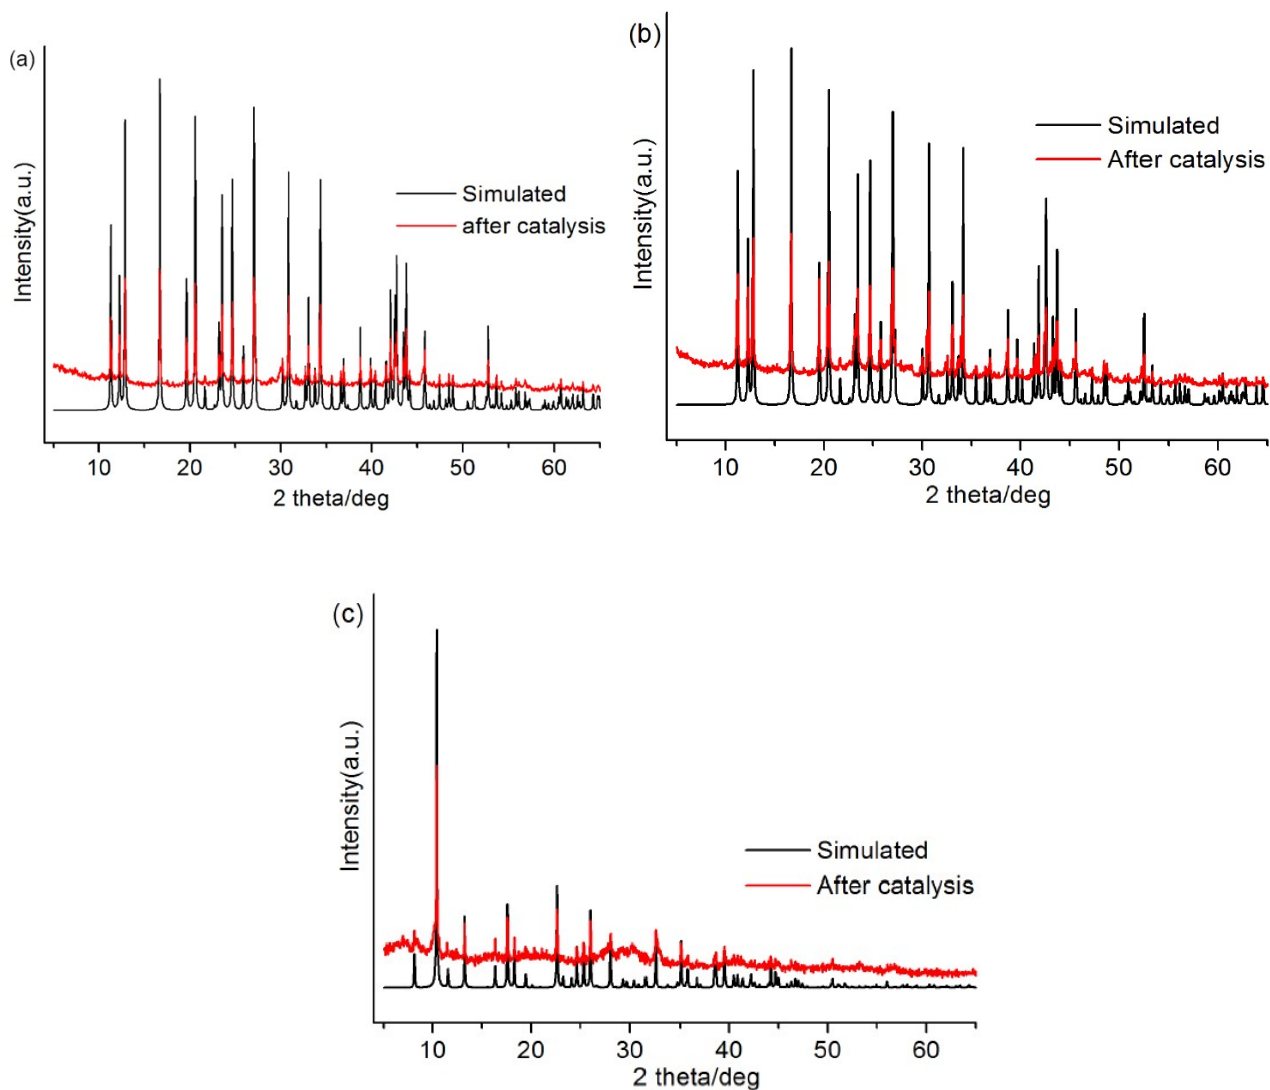 (a)
Intensity(a.u.)
Simulated
after catalysis
10 20 30 40 50 60
2 theta/deg
(b)
Intensity(a.u.)
Simulated
After catalysis
10 20 30 40 50 60
2 theta/deg
(c)
Intensity(a.u.)
Simulated
After catalysis
10 20 30 40 50 60
2 theta/deg